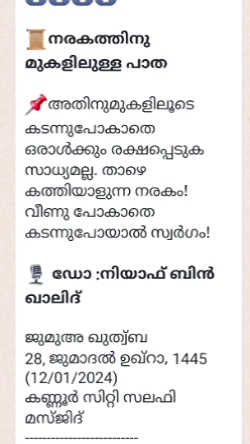 📜നരകത്തിനു
മുകളിലുള്ള പാത
📌അതിനുമുകളിലൂടെ
കടന്നുപോകാതെ
ഒരാൾക്കും രക്ഷപ്പെടുക
സാധ്യമല്ല. താഴെ
കത്തിയാളുന്ന നരകം!
വീണു പോകാതെ
കടന്നുപോയാൽ സ്വർഗം!
🎙️ ഡോ :നിയാഫ് ബിൻ
ഖാലിദ്
ജുമുഅ ഖുത്വ്‌ബ
28, ജുമാദൽ ഉഖ്റാ, 1445
(12/01/2024)
കണ്ണൂർ സിറ്റി സലഫി
മസ്ജിദ്
--------------------------